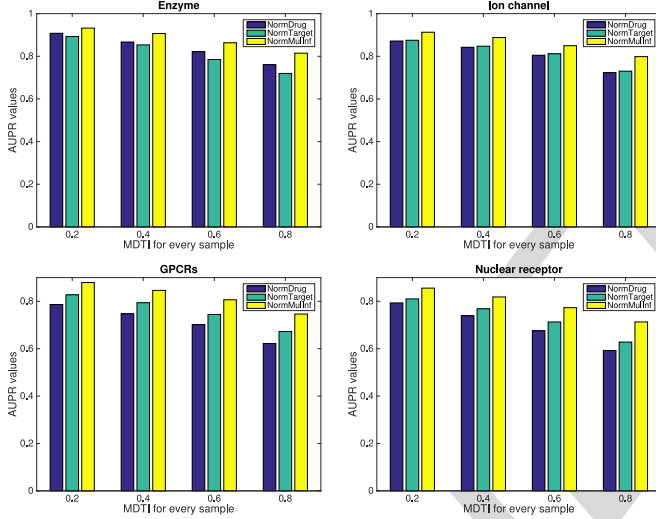 Enzyme
NormDrug
NormTarget
NormMulInf
1
0.8
0.6
0.4
0.2
0
AUPR values
0.2 0.4 0.6 0.8
MDTI for every sample
Ion channel
NormDrug
NormTarget
NormMulInf
1
0.8
0.6
0.4
0.2
0
AUPR values
0.2 0.4 0.6 0.8
MDTI for every sample
GPCRs
NormDrug
NormTarget
NormMulInf
0.8
0.6
0.4
0.2
0
AUPR values
0.2 0.4 0.6 0.8
MDTI for every sample
Nuclear receptor
NormDrug
NormTarget
NormMulInf
0.8
0.6
0.4
0.2
0
AUPR values
0.2 0.4 0.6 0.8
MDTI for every sample